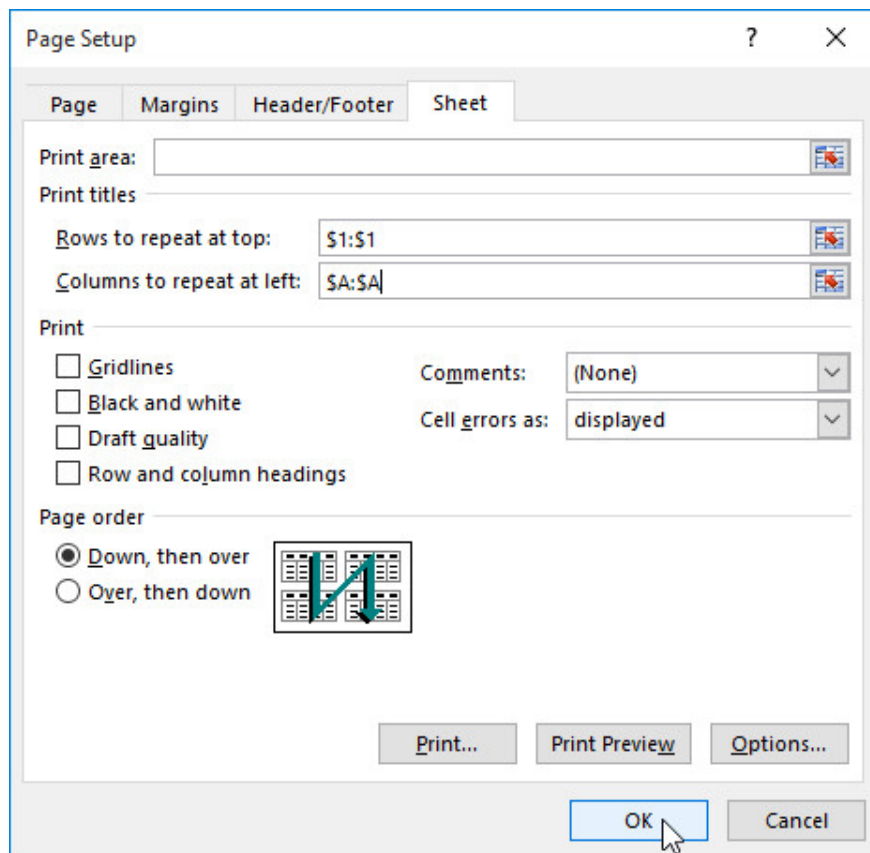 Page Setup
Page Margins Header/Footer Sheet
Print area:
Print titles
Rows to repeat at top: $1:$1
Columns to repeat at left: $A:$A
Print
Gridlines
Comments: (None)
Black and white
Cell errors as: displayed
Draft quality
Row and column headings
Page order
Down, then over
Over, then down
Print... Print Preview Options...
OK Cancel